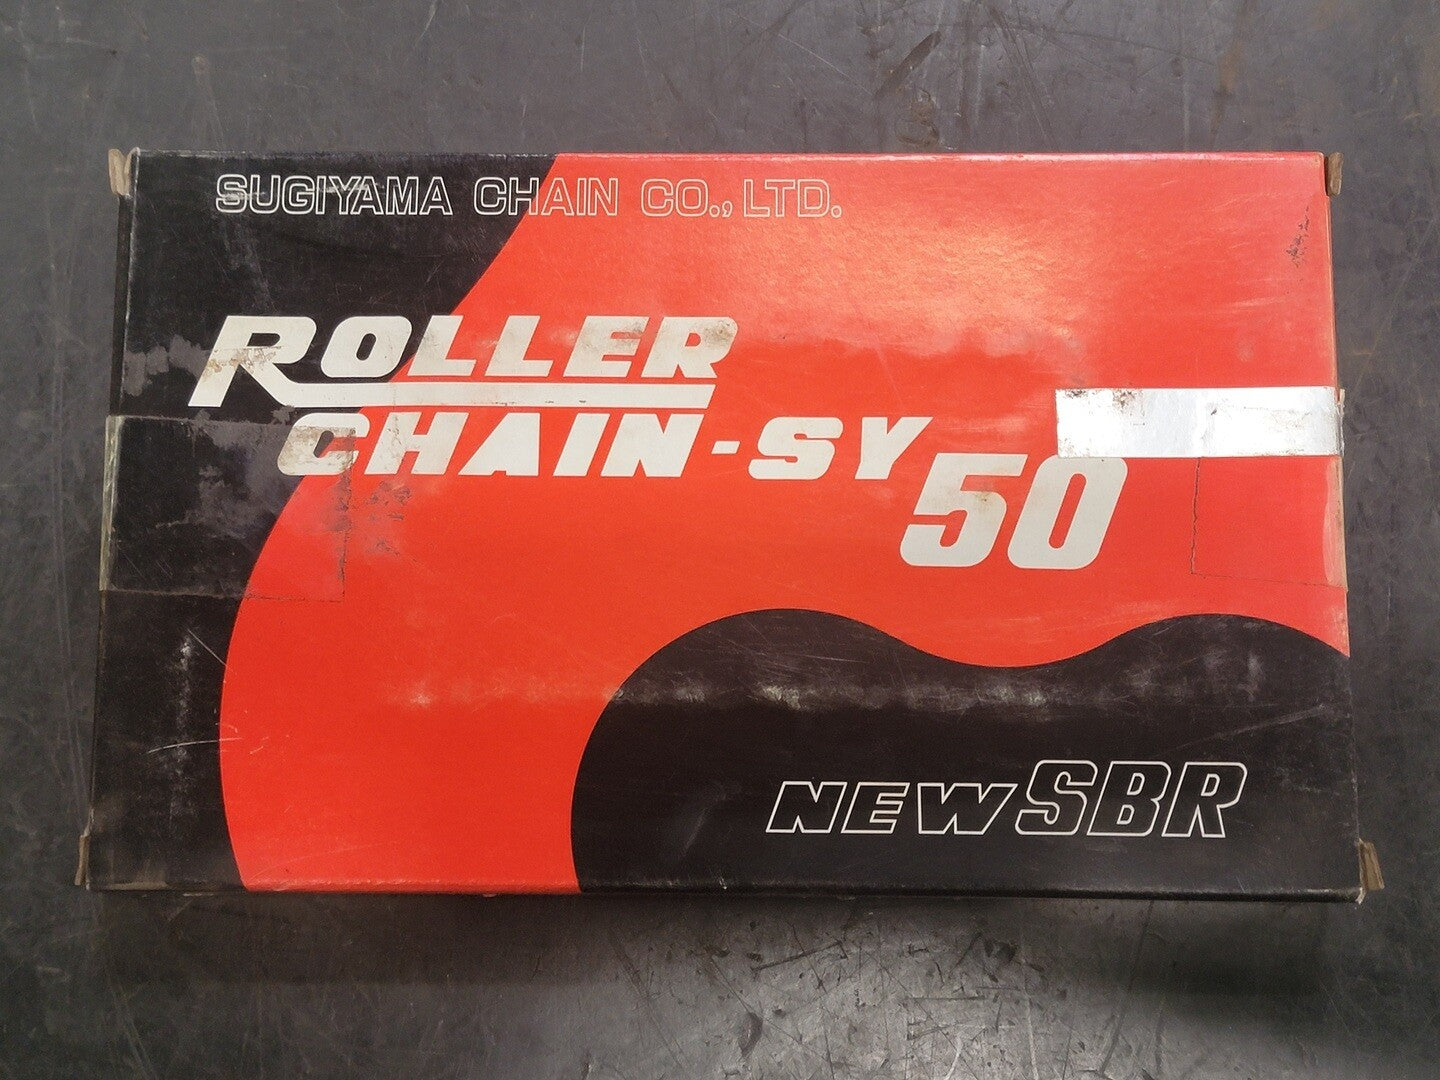 SUGIYAMA CHAIN CO., LTD.
ROLLER
CHAIN-SY
50
NEW SBR